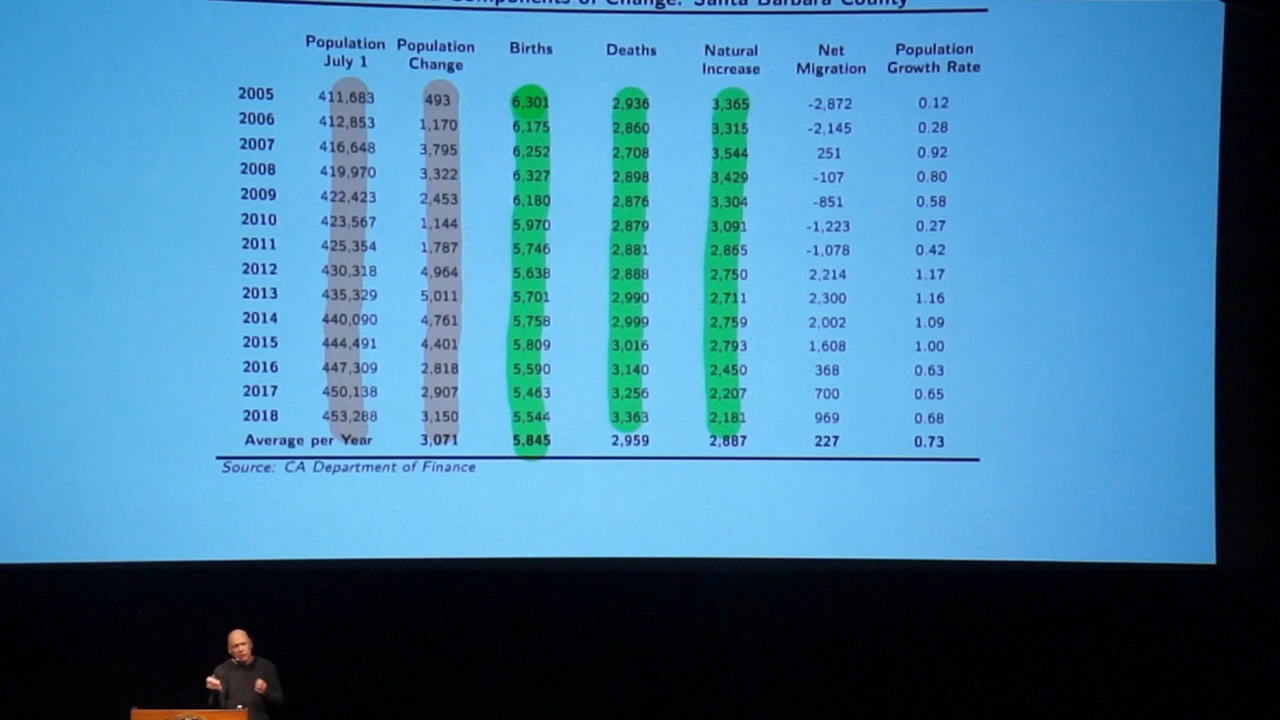 Components of Change: Santa Barbara County
Population July 1 Population Change Births Deaths Natural Increase Net Migration Population Growth Rate
2005 411,683 493 6,301 2,936 3,365 -2,872 0.12
2006 412,853 1,170 6,175 2,860 3,315 -2,145 0.28
2007 416,648 3,795 6,252 2,708 3,544 251 0.92
2008 419,970 3,322 6,327 2,898 3,429 -107 0.80
2009 422,423 2,453 6,180 2,876 3,304 -851 0.58
2010 423,567 1,144 5,970 2,879 3,091 -1,223 0.27
2011 425,354 1,787 5,746 2,881 2,865 -1,078 0.42
2012 430,318 4,964 5,638 2,888 2,750 2,214 1.17
2013 435,329 5,011 5,701 2,990 2,711 2,300 1.16
2014 440,090 4,761 5,758 2,999 2,759 2,002 1.09
2015 444,491 4,401 5,809 3,016 2,793 1,608 1.00
2016 447,309 2,818 5,590 3,140 2,450 368 0.63
2017 450,138 2,907 5,463 3,256 2,207 700 0.65
2018 453,288 3,150 5,544 3,363 2,181 969 0.68
Average per Year 3,071 5,845 2,959 2,887 227 0.73
Source: CA Department of Finance